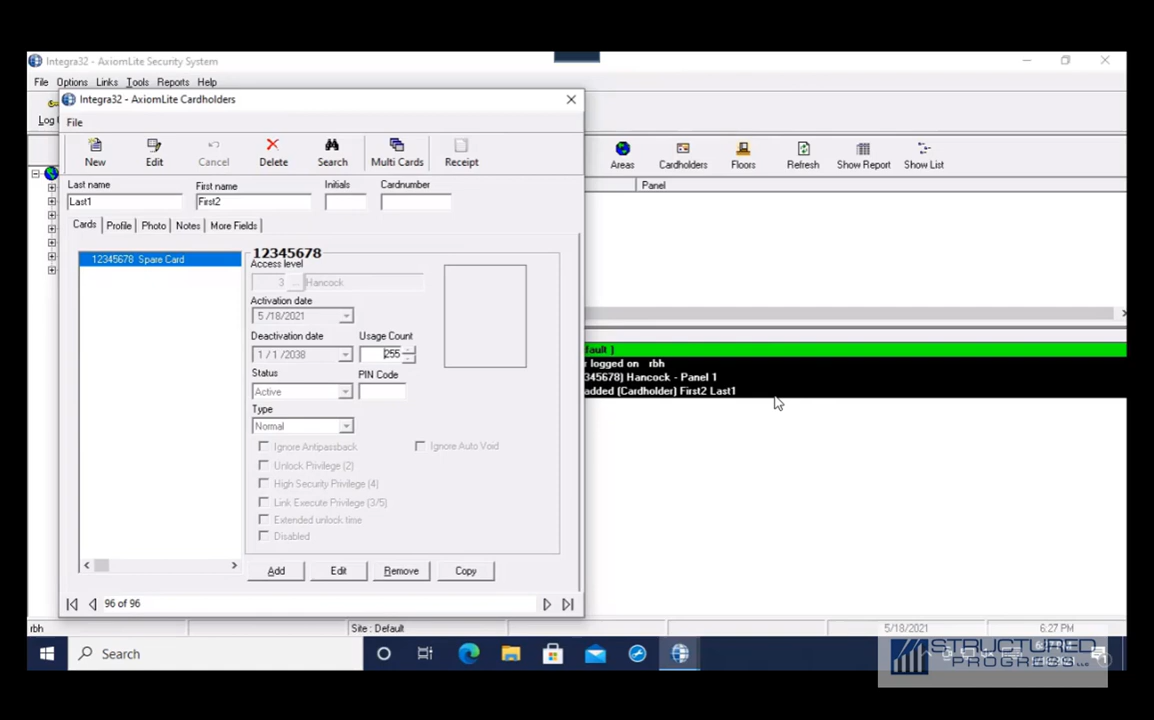 Integra32 - AxiomLite Security System
File Options Links Tools Reports Help
Integra32 - AxiomLite Cardholders
File
Log
New Edit Cancel Delete Search Multi Cards Receipt
Areas Cardholders Floors Refresh Show Report Show List
Last name First name Initials Cardnumber
Last1 First2
Panel
Cards Profile Photo Notes More Fields
12345678 Spare Card
12345678
Access level
3 ... Hancock
Activation date
5 /18/2021
Deactivation date Usage Count
1 / 1 /2038 255
Status PIN Code
Active
Type
Normal
Ignore Antipassback Ignore Auto Void
Unlock Privilege (2)
High Security Privilege (4)
Link Execute Privilege (3/5)
Extended unlock time
Disabled
Add Edit Remove Copy
96 of 96
ault ]
r logged on rbh
345678) Hancock - Panel 1
added (Cardholder) First2 Last1
rbh Site : Default 5/18/2021 6:27 PM
Search
STRUCTURED
PROGRESS LLC